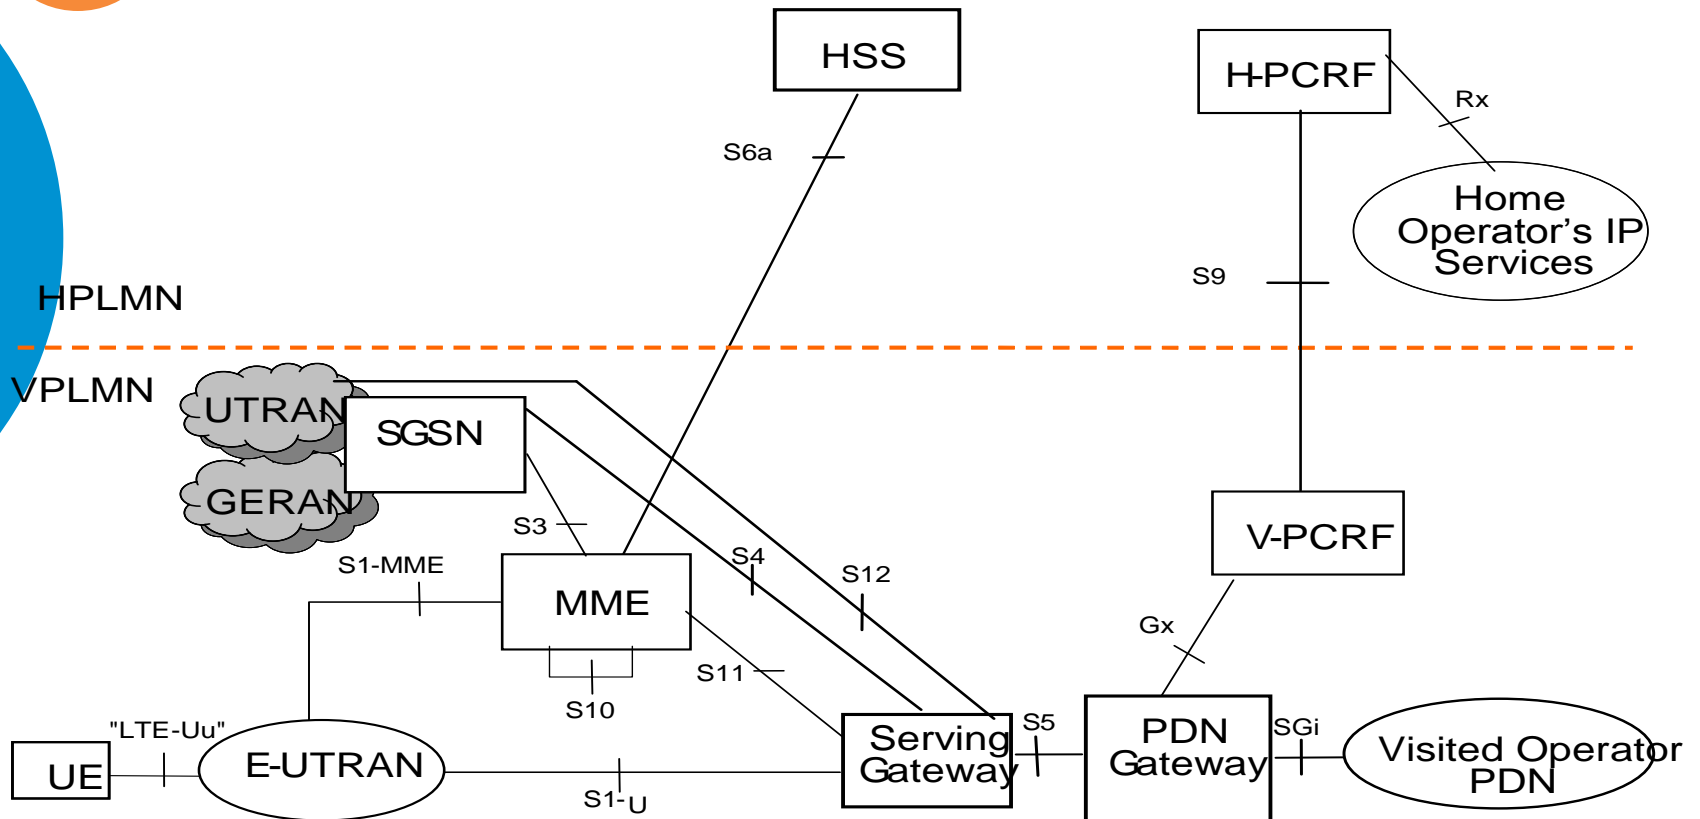 HSS
H-PCRF
Rx
S6a
Home
Operator's IP
Services
S9
HPLMN
VPLMN
UTRAN
SGSN
GERAN
S3
V-PCRF
S1-MME
S4
S12
MME
Gx
S11
S10
"LTE-Uu"
S5
SGi
Serving
Gateway
PDN
Gateway
Visited Operator
PDN
UE
E-UTRAN
S1-U